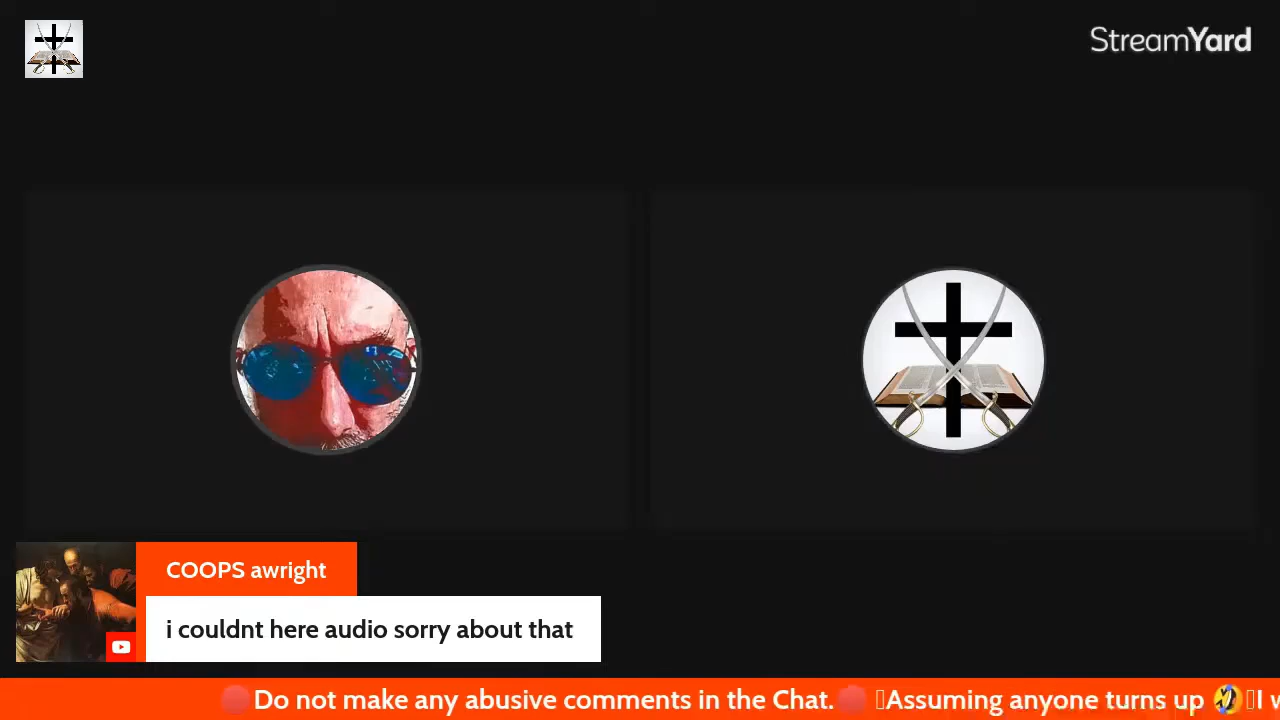 StreamYard
COOPS awright
i couldnt here audio sorry about that
🔴Do not make any abusive comments in the Chat.🔴 Assuming anyone turns up 🤣I w